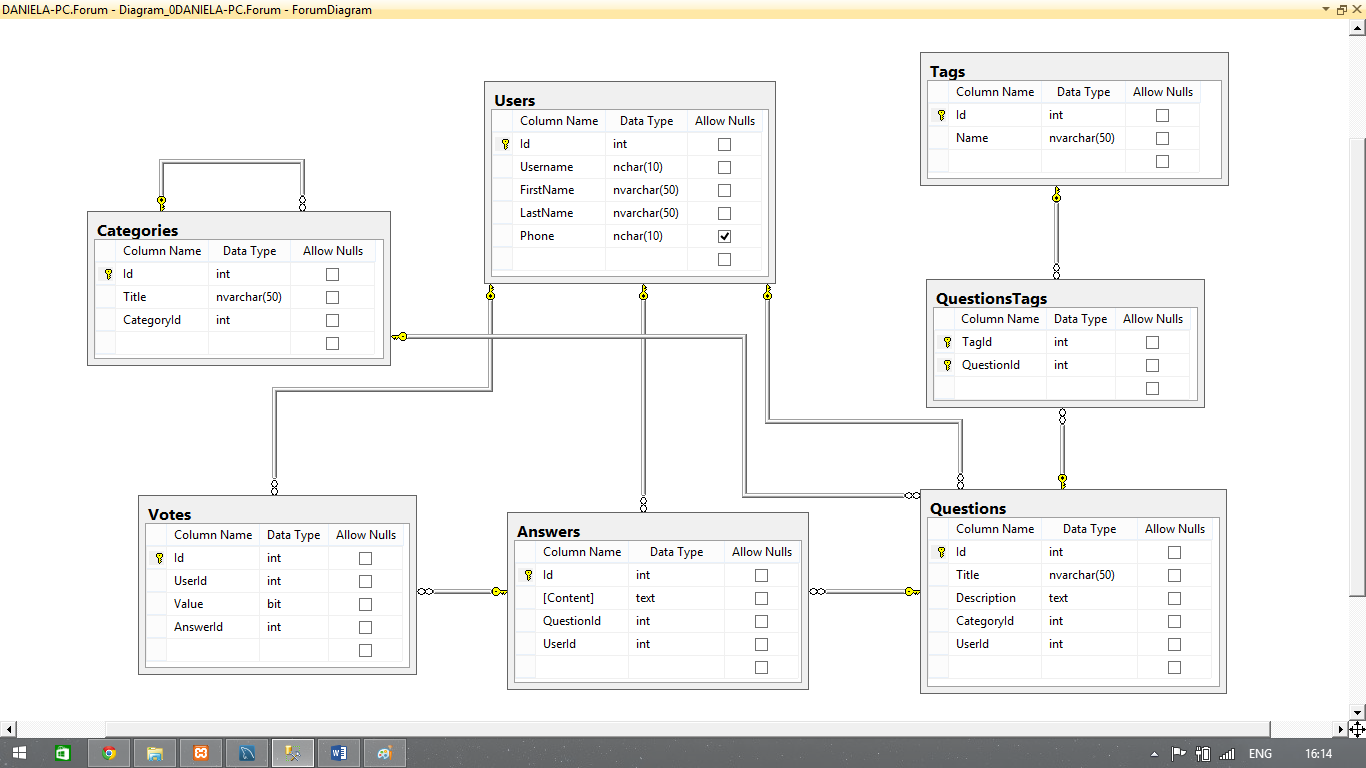 DANIELA-PC.Forum - Diagram_0DANIELA-PC.Forum - ForumDiagram
Tags
Column Name Data Type Allow Nulls
Id int
Name nvarchar(50)
Users
Column Name Data Type Allow Nulls
Id int
Username nchar(10)
FirstName nvarchar(50)
LastName nvarchar(50)
Phone nchar(10)
Categories
Column Name Data Type Allow Nulls
Id int
Title nvarchar(50)
CategoryId int
QuestionsTags
Column Name Data Type Allow Nulls
TagId int
QuestionId int
Votes
Column Name Data Type Allow Nulls
Id int
UserId int
Value bit
AnswerId int
Answers
Column Name Data Type Allow Nulls
Id int
[Content] text
QuestionId int
UserId int
Questions
Column Name Data Type Allow Nulls
Id int
Title nvarchar(50)
Description text
CategoryId int
UserId int
ENG 16:14